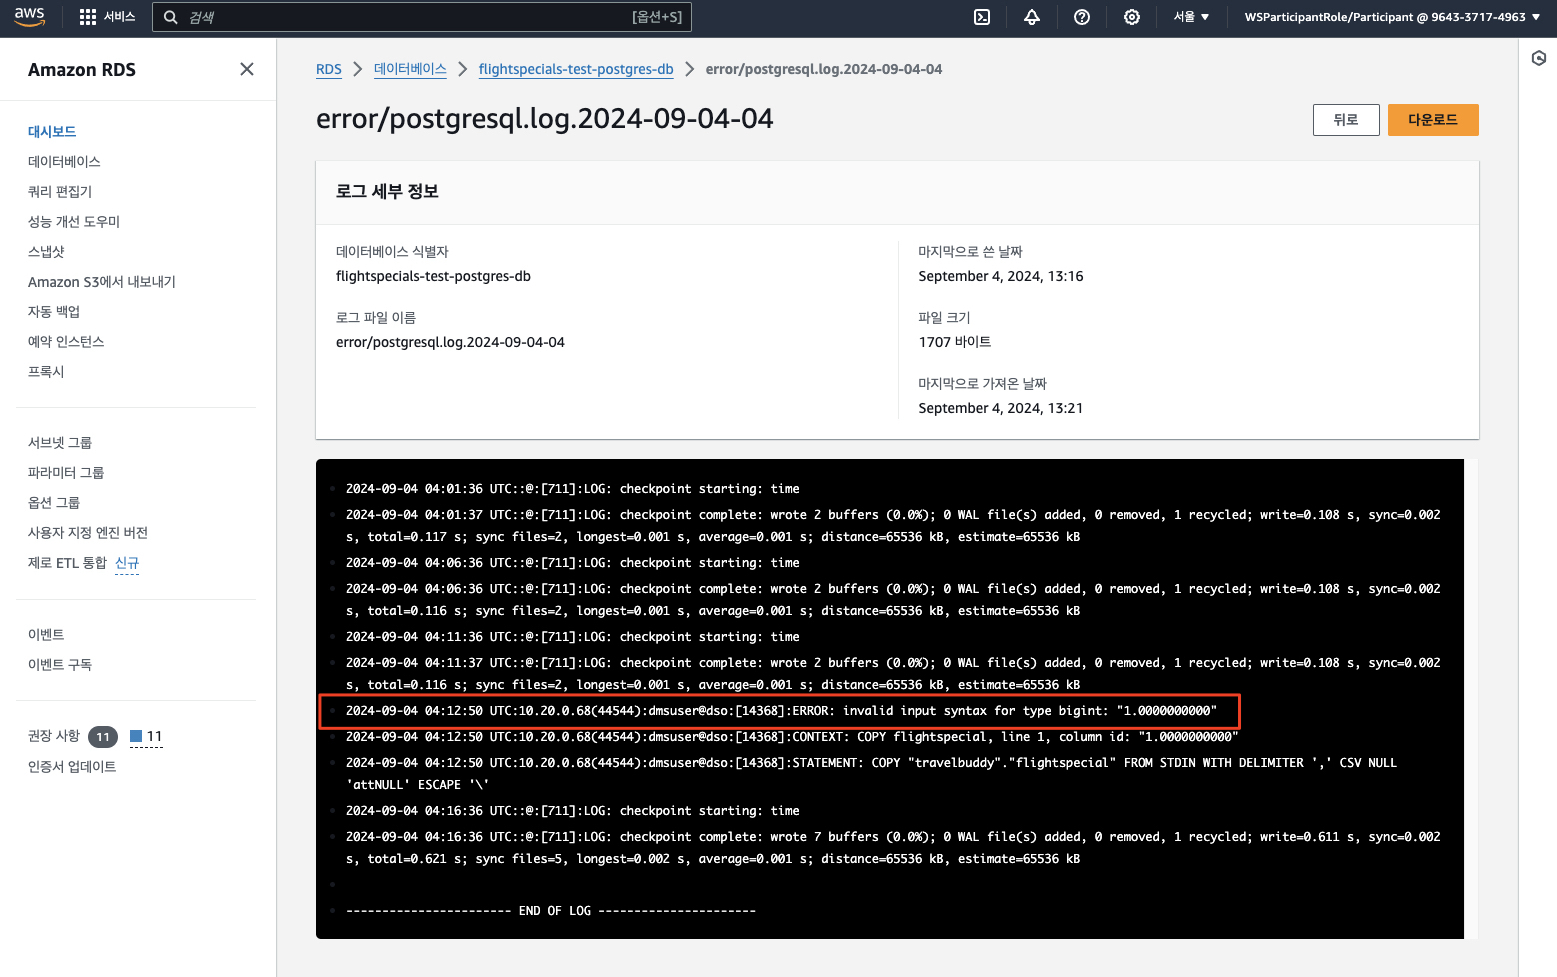 aws
서비스
검색
[옵션+S]
서울 ▼
WSParticipantRole/Participant @ 9643-3717-4963 ▼
Amazon RDS
대시보드
데이터베이스
쿼리 편집기
성능 개선 도우미
스냅샷
Amazon S3에서 내보내기
자동 백업
예약 인스턴스
프록시
서브넷 그룹
파라미터 그룹
옵션 그룹
사용자 지정 엔진 버전
제로 ETL 통합 신규
이벤트
이벤트 구독
권장 사항 11 11
인증서 업데이트
RDS > 데이터베이스 > flightspecials-test-postgres-db > error/postgresql.log.2024-09-04-04
error/postgresql.log.2024-09-04-04
뒤로
다운로드
로그 세부 정보
데이터베이스 식별자
flightspecials-test-postgres-db
로그 파일 이름
error/postgresql.log.2024-09-04-04
마지막으로 쓴 날짜
September 4, 2024, 13:16
파일 크기
1707 바이트
마지막으로 가져온 날짜
September 4, 2024, 13:21
2024-09-04 04:01:36 UTC::@:[711]:LOG: checkpoint starting: time
2024-09-04 04:01:37 UTC::@:[711]:LOG: checkpoint complete: wrote 2 buffers (0.0%); 0 WAL file(s) added, 0 removed, 1 recycled; write=0.108 s, sync=0.002
s, total=0.117 s; sync files=2, longest=0.001 s, average=0.001 s; distance=65536 kB, estimate=65536 kB
2024-09-04 04:06:36 UTC::@:[711]:LOG: checkpoint starting: time
2024-09-04 04:06:36 UTC::@:[711]:LOG: checkpoint complete: wrote 2 buffers (0.0%); 0 WAL file(s) added, 0 removed, 1 recycled; write=0.108 s, sync=0.002
s, total=0.116 s; sync files=2, longest=0.001 s, average=0.001 s; distance=65536 kB, estimate=65536 kB
2024-09-04 04:11:36 UTC::@:[711]:LOG: checkpoint starting: time
2024-09-04 04:11:37 UTC::@:[711]:LOG: checkpoint complete: wrote 2 buffers (0.0%); 0 WAL file(s) added, 0 removed, 1 recycled; write=0.108 s, sync=0.002
s, total=0.116 s; sync files=2, longest=0.001 s, average=0.001 s; distance=65536 kB, estimate=65536 kB
2024-09-04 04:12:50 UTC:10.20.0.68(44544):dmsuser@dso:[14368]:ERROR: invalid input syntax for type bigint: "1.0000000000"
2024-09-04 04:12:50 UTC:10.20.0.68(44544):dmsuser@dso:[14368]:CONTEXT: COPY flightspecial, line 1, column id: "1.0000000000"
2024-09-04 04:12:50 UTC:10.20.0.68(44544):dmsuser@dso:[14368]:STATEMENT: COPY "travelbuddy"."flightspecial" FROM STDIN WITH DELIMITER ',' CSV NULL
'attNULL' ESCAPE '\'
2024-09-04 04:16:36 UTC::@:[711]:LOG: checkpoint starting: time
2024-09-04 04:16:36 UTC::@:[711]:LOG: checkpoint complete: wrote 7 buffers (0.0%); 0 WAL file(s) added, 0 removed, 1 recycled; write=0.611 s, sync=0.002
s, total=0.621 s; sync files=5, longest=0.002 s, average=0.001 s; distance=65536 kB, estimate=65536 kB
----------------------- END OF LOG ----------------------